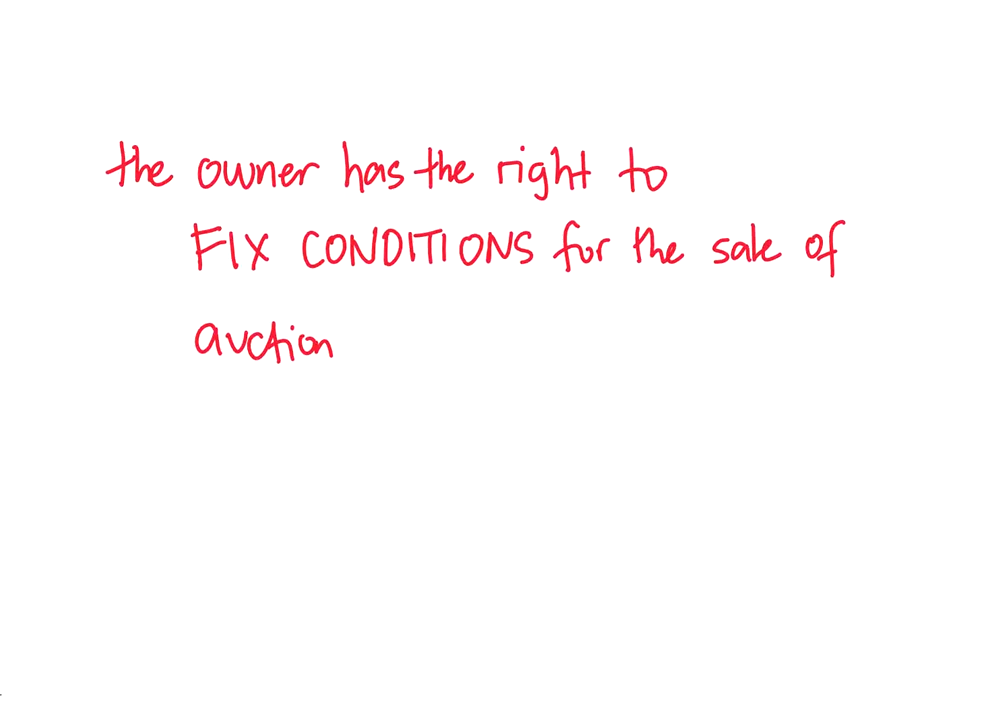 the owner has the right to
FIX CONDITIONS for the sale of
auction